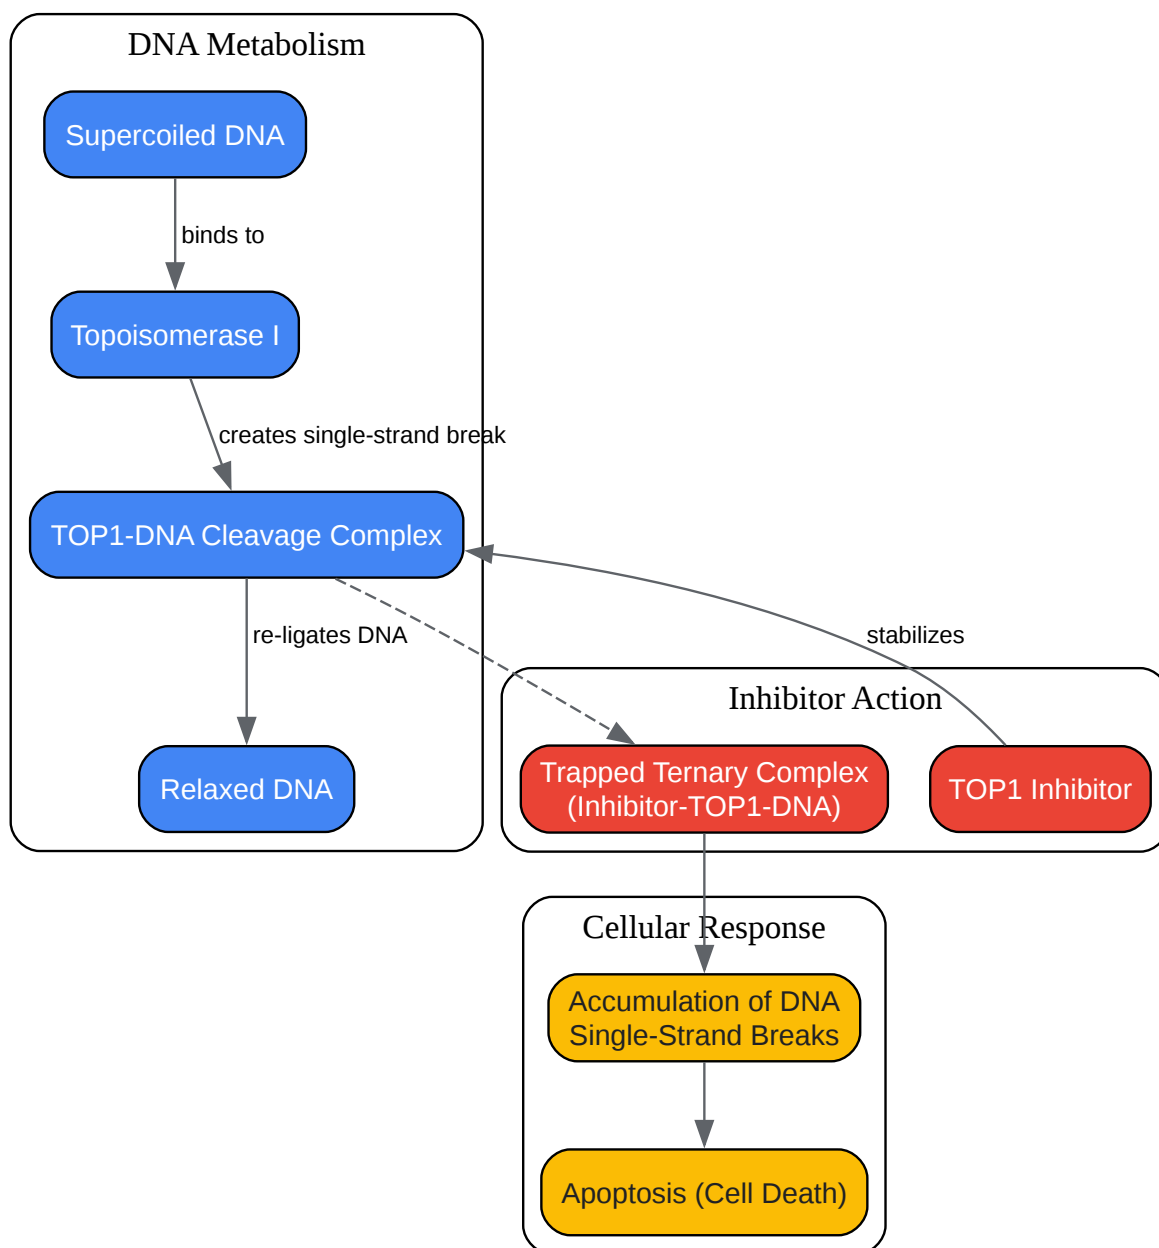 DNA Metabolism
Supercoiled DNA
binds to
Topoisomerase I
creates single-strand break
TOP1-DNA Cleavage Complex
re-ligates DNA
stabilizes
Relaxed DNA
Inhibitor Action
Trapped Ternary Complex
(Inhibitor-TOP1-DNA)
TOP1 Inhibitor
Cellular Response
Accumulation of DNA
Single-Strand Breaks
Apoptosis (Cell Death)